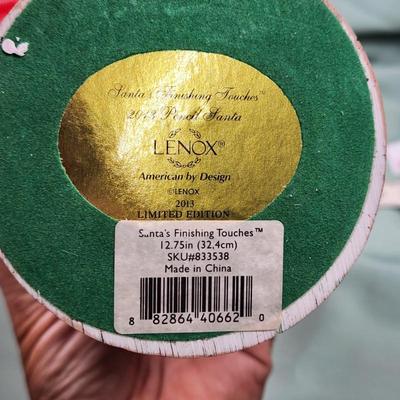 Santa's Finishing Touches™
2013 Pencil Santa
LENOX®
American by Design
©LENOX
2013
LIMITED EDITION
Santa's Finishing Touches™
12.75in (32.4cm)
SKU#833538
Made in China
8 82864 40662 0